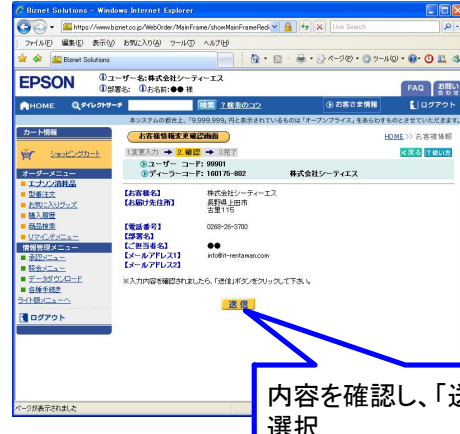 Biznet Solutions - Windows Internet Explorer
https://www.biznet.co.jp/WebOrder/MainFrame/showMainFrameRedi
Live Search
ファイル(F) 編集(E) 表示(V) お気に入り(A) ツール(T) ヘルプ(H)
Biznet Solutions
ページ(P) ツール(O)
EPSON
ユーザー名:株式会社シーティーエス
部署名: お名前:●● 様
FAQ お問い合わせ
HOME ダイレクトサーチ 検索 ?検索のコツ お客さま情報 ログアウト
本システムの都合上、「9,999,999」円と表示されているものは「オープンプライス」をあらわすものとさせていただきます。
カート情報
ショッピングカート
オーダーメニュー
エプソン消耗品
型番注文
お気に入りグッズ
購入履歴
商品検索
リマインドメニュー
情報管理メニュー
承認メニュー
照会メニュー
データダウンロード
各種手続き
ライト版メニューへ
ログアウト
お客様情報変更確認画面
HOME >> お客様情報
1.変更入力 ➔ 2.確認 ➔ 3.完了
<戻る ?使い方
ユーザー コード: 99901
ディーラーコード: 160175-802 株式会社シーティエス
【お客様名】 株式会社シーティーエス
【お届け先住所】 長野県上田市
古里115
【電話番号】 0268-26-3700
【部署名】
【ご担当者名】 ●●
【メールアドレス1】 info@it-rentaman.com
【メールアドレス2】
※入力内容を確認されましたら、「送信」ボタンをクリックして下さい。
送 信
ページが表示されました
内容を確認し、「送
選択